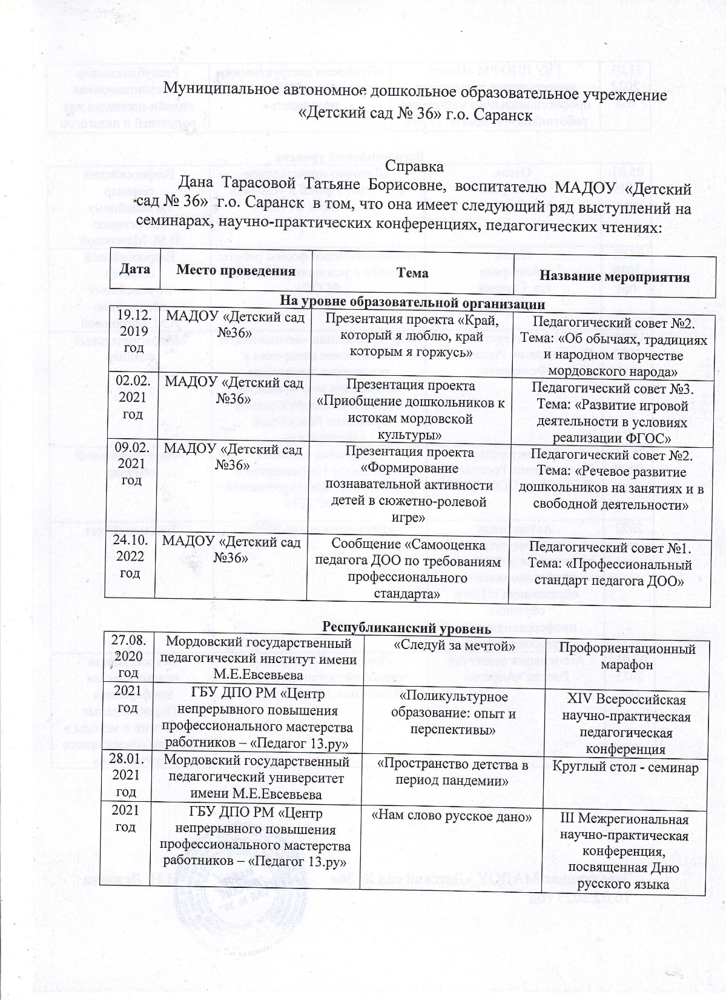 Муниципальное автономное дошкольное образовательное учреждение
«Детский сад № 36» г.о. Саранск
Справка
Дана Тарасовой Татьяне Борисовне, воспитателю МАДОУ «Детский
сад № 36» г.о. Саранск в том, что она имеет следующий ряд выступлений на
семинарах, научно-практических конференциях, педагогических чтениях:
Дата
Место проведения
Тема
Название мероприятия
На уровне образовательной организации
19.12.
2019
год
МАДОУ «Детский сад
№36»
Презентация проекта «Край,
который я люблю, край
которым я горжусь»
Педагогический совет №2.
Тема: «Об обычаях, традициях
и народном творчестве
мордовского народа»
02.02.
2021
год
МАДОУ «Детский сад
№36»
Презентация проекта
«Приобщение дошкольников к
истокам мордовской
культуры»
Педагогический совет №3.
Тема: «Развитие игровой
деятельности в условиях
реализации ФГОС»
09.02.
2021
год
МАДОУ «Детский сад
№36»
Презентация проекта
«Формирование
познавательной активности
детей в сюжетно-ролевой
игре»
Педагогический совет №2.
Тема: «Речевое развитие
дошкольников на занятиях и в
свободной деятельности»
24.10.
2022
год
МАДОУ «Детский сад
№36»
Сообщение «Самооценка
педагога ДОО по требованиям
профессионального
стандарта»
Педагогический совет №1.
Тема: «Профессиональный
стандарт педагога ДОО»
Республиканский уровень
27.08.
2020
год
Мордовский государственный
педагогический институт имени
М.Е.Евсевьева
«Следуй за мечтой»
Профориентационный
марафон
2021
год
ГБУ ДПО РМ «Центр
непрерывного повышения
профессионального мастерства
работников – «Педагог 13.ру»
«Поликультурное
образование: опыт и
перспективы»
XIV Всероссийская
научно-практическая
педагогическая
конференция
28.01.
2021
год
Мордовский государственный
педагогический университет
имени М.Е.Евсевьева
«Пространство детства в
период пандемии»
Круглый стол - семинар
2021
год
ГБУ ДПО РМ «Центр
непрерывного повышения
профессионального мастерства
работников – «Педагог 13.ру»
«Нам слово русское дано»
III Межрегиональная
научно-практическая
конференция,
посвященная Дню
русского языка